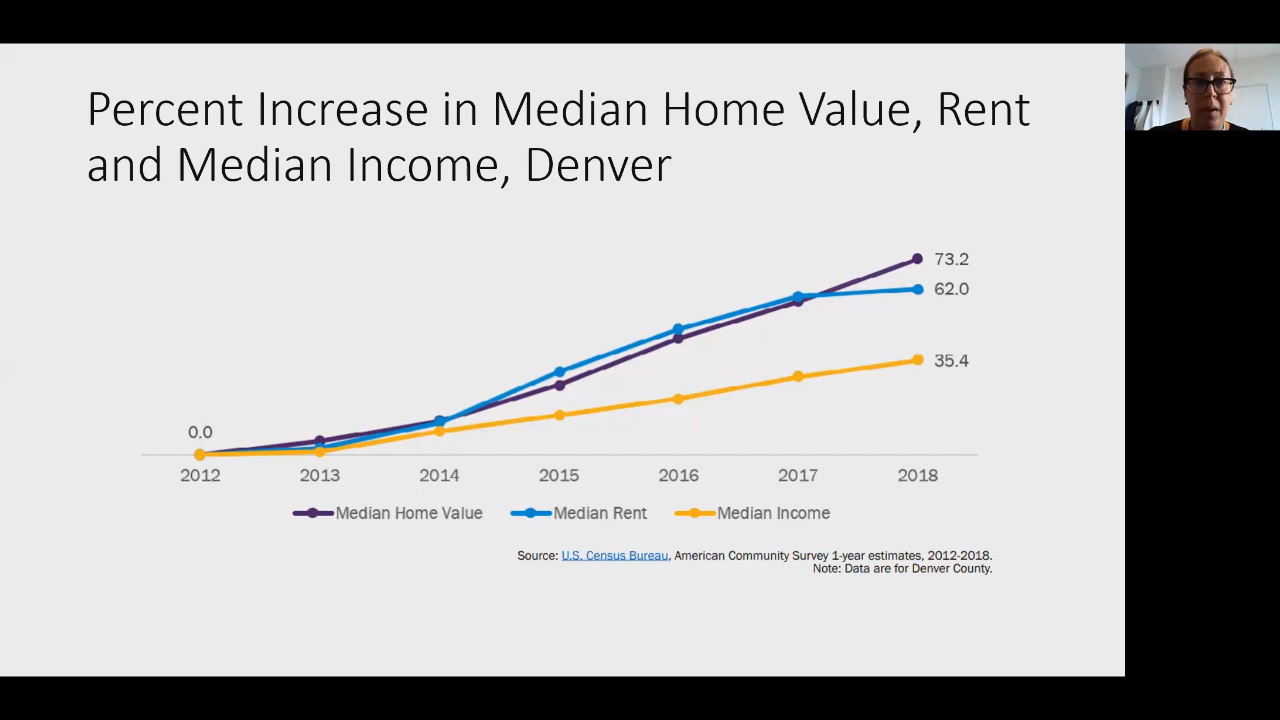 Percent Increase in Median Home Value, Rent
and Median Income, Denver
73.2
62.0
35.4
0.0
2012 2013 2014 2015 2016 2017 2018
Median Home Value Median Rent Median Income
Source: U.S. Census Bureau, American Community Survey 1-year estimates, 2012-2018.
Note: Data are for Denver County.